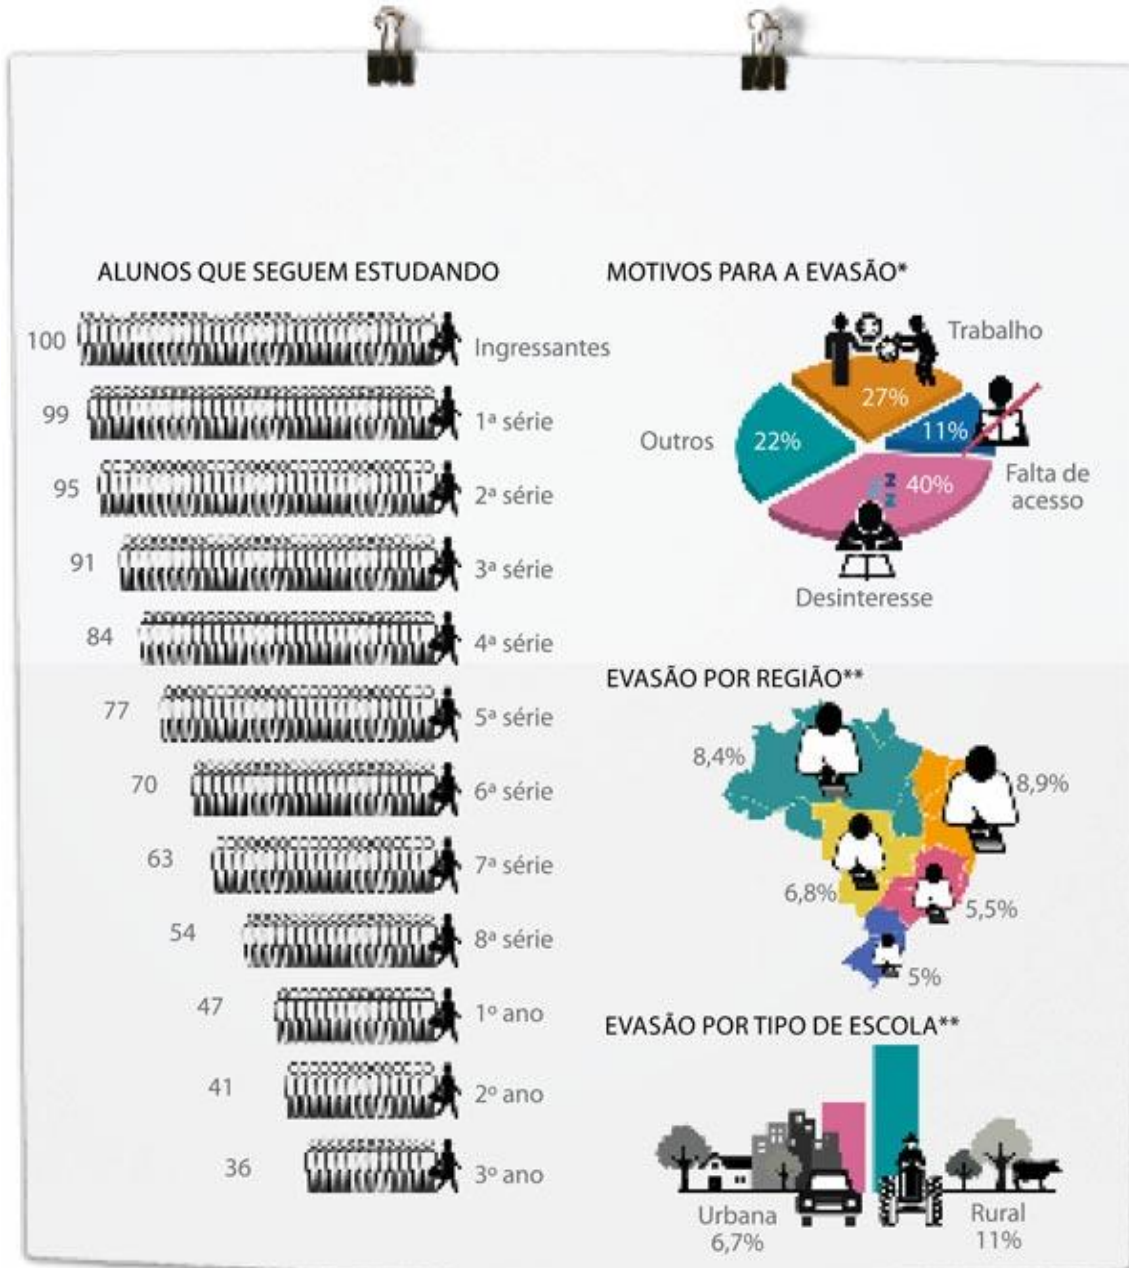 ALUNOS QUE SEGUEM ESTUDANDO
100 Ingressantes
99 1ª série
95 2ª série
91 3ª série
84 4ª série
77 5ª série
70 6ª série
63 7ª série
54 8ª série
47 1º ano
41 2º ano
36 3º ano
MOTIVOS PARA A EVASÃO*
Trabalho
27%
11%
Outros
22%
40%
Falta de
acesso
Z
Z
Z
Desinteresse
EVASÃO POR REGIÃO**
8,4%
8,9%
6,8%
5,5%
5%
EVASÃO POR TIPO DE ESCOLA**
Urbana
6,7%
Rural
11%